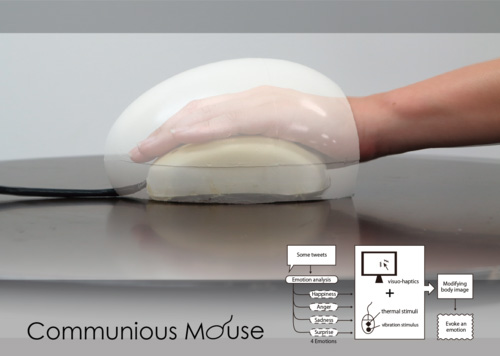 Some tweets
Emotion analysis
Happiness
Anger
Sadness
Surprise
4 Emotions
visuo-haptics
+
thermal stimuli
vibration stimulus
Modifying
body image
Evoke an
emotion
Communious Mouse